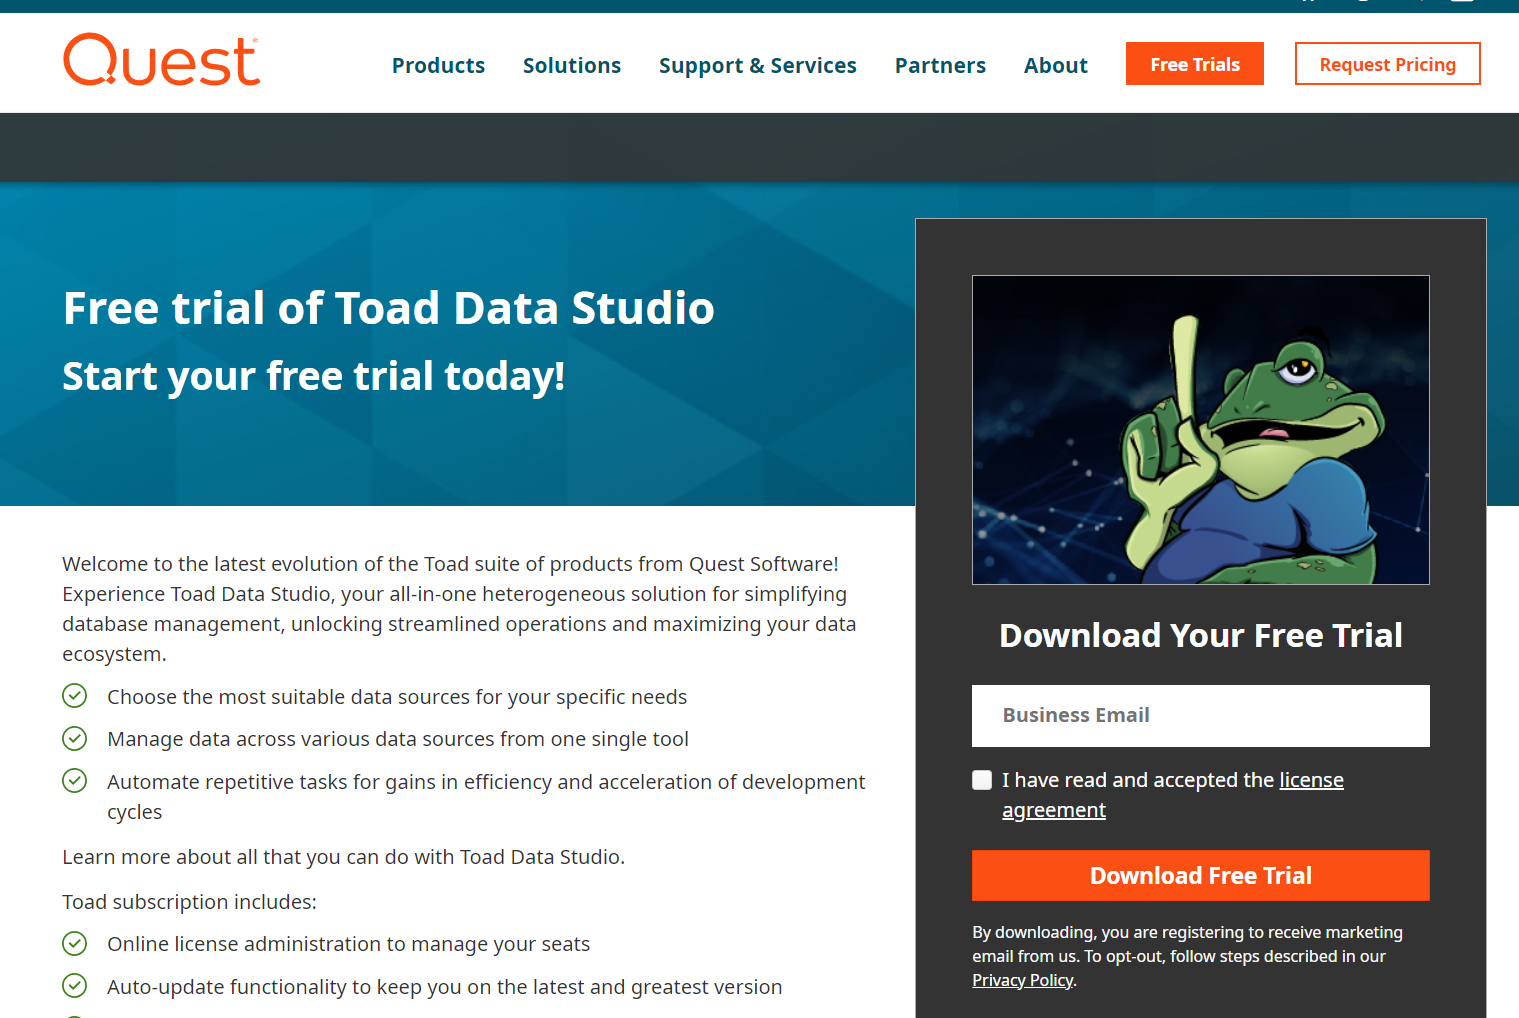 Quest
Products
Solutions
Support & Services
Partners
About
Free Trials
Request Pricing
Free trial of Toad Data Studio
Start your free trial today!
Welcome to the latest evolution of the Toad suite of products from Quest Software!
Experience Toad Data Studio, your all-in-one heterogeneous solution for simplifying
database management, unlocking streamlined operations and maximizing your data
ecosystem.
Choose the most suitable data sources for your specific needs
Manage data across various data sources from one single tool
Automate repetitive tasks for gains in efficiency and acceleration of development
cycles
Learn more about all that you can do with Toad Data Studio.
Toad subscription includes:
Online license administration to manage your seats
Auto-update functionality to keep you on the latest and greatest version
Download Your Free Trial
Business Email
I have read and accepted the license
agreement
Download Free Trial
By downloading, you are registering to receive marketing
email from us. To opt-out, follow steps described in our
Privacy Policy.